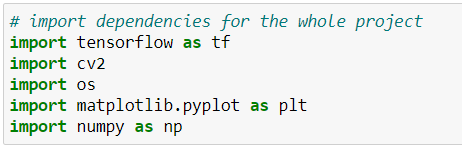 # import dependencies for the whole project
import tensorflow as tf
import cv2
import os
import matplotlib.pyplot as plt
import numpy as np